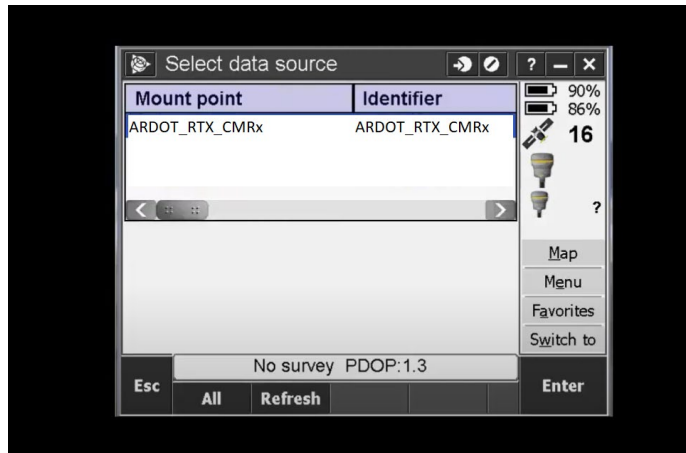 Select data source
? – X
Mount point Identifier
ARDOT_RTX_CMRx ARDOT_RTX_CMRx
90%
86%
16
?
Map
Menu
Favorites
Switch to
No survey PDOP:1.3
Esc All Refresh Enter